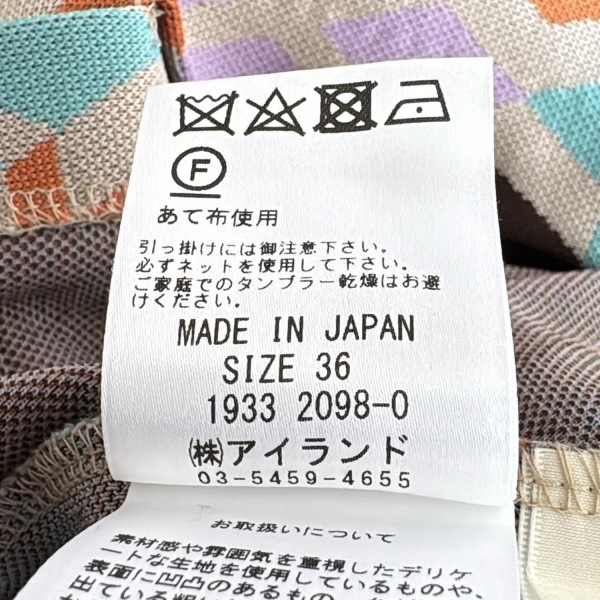 F
あて布使用
引っ掛けには御注意下さい。
必ずネットを使用して下さい。
ご家庭でのタンブラー乾燥はお避
けください。
MADE IN JAPAN
SIZE 36
1933 2098-0
㈱アイランド
03-5459-4655
お取扱いについて
素材感や雰囲気を重視したデリケ
ートな生地を使用しているものや、
表面に凹凸のあるもの
出ている